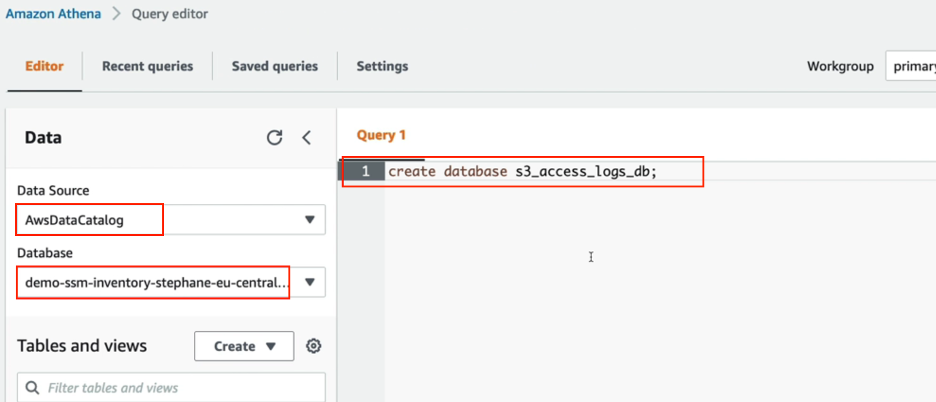 Amazon Athena > Query editor
Editor Recent queries Saved queries Settings Workgroup primary
Data
Query 1
1 create database s3_access_logs_db;
Data Source
AwsDataCatalog
Database
demo-ssm-inventory-stephane-eu-central...
Tables and views Create
Filter tables and views